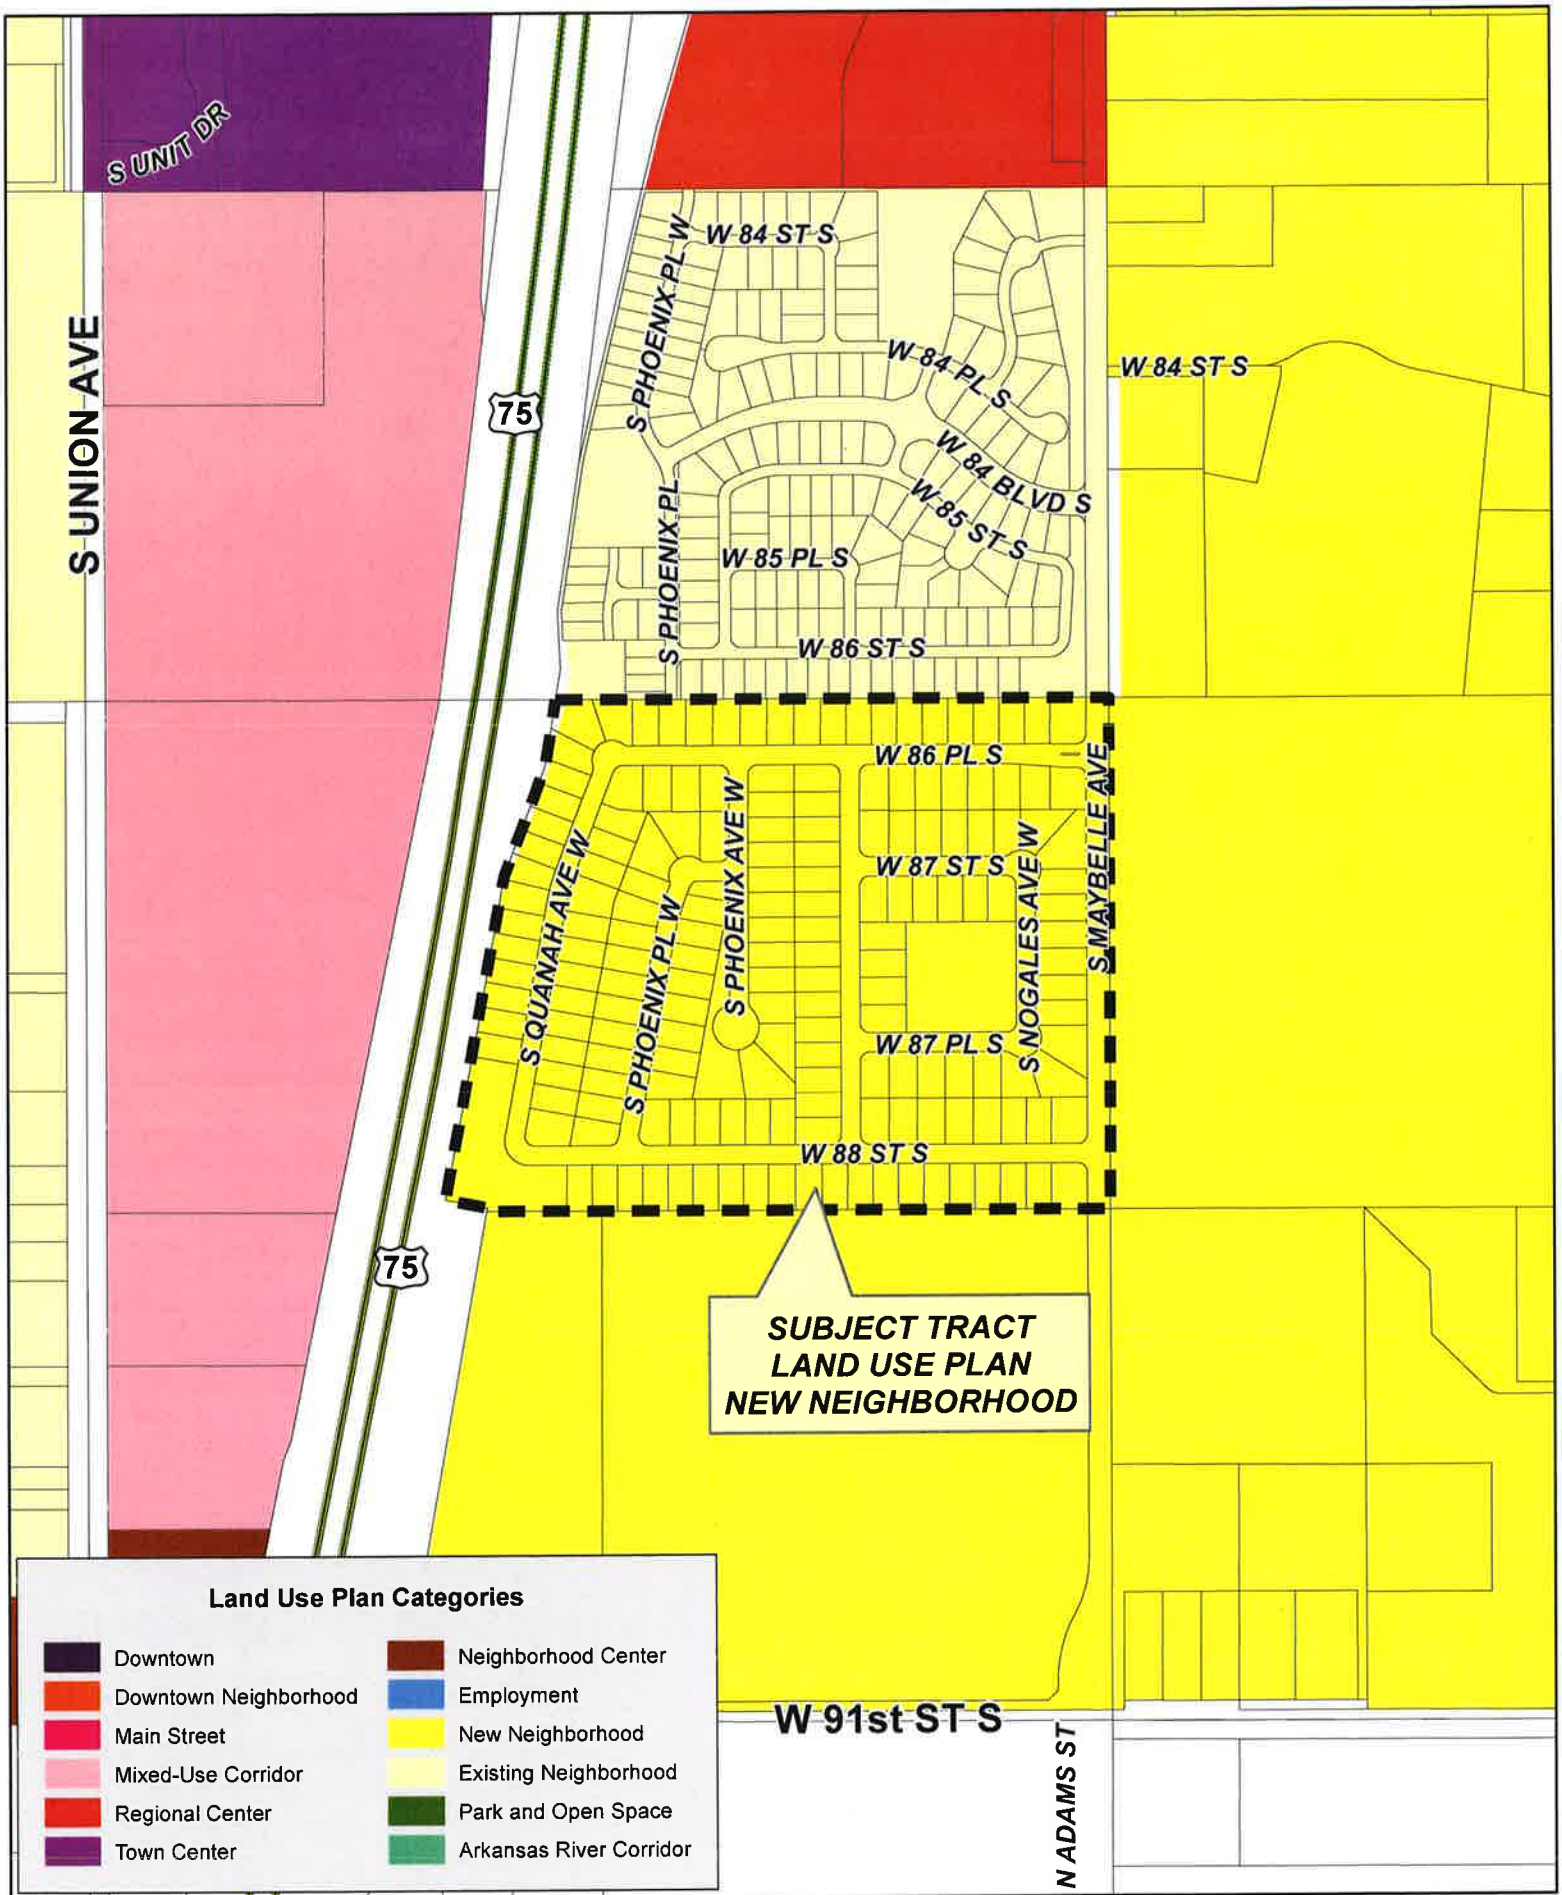 S UNIT DR
S UNION AVE
75
S PHOENIX PL W
W 84 ST S
W 84 PL S
W 84 ST S
W 84 BLVD S
W 85 ST S
S PHOENIX PL
W 85 PL S
W 86 ST S
W 86 PL S
S MAYBELLE AVE
S QUANAH AVE W
S PHOENIX AVE W
W 87 ST S
S NOGALES AVE W
S PHOENIX PL W
W 87 PL S
W 88 ST S
75
SUBJECT TRACT
LAND USE PLAN
NEW NEIGHBORHOOD
Land Use Plan Categories
Downtown
Downtown Neighborhood
Main Street
Mixed-Use Corridor
Regional Center
Town Center
Neighborhood Center
Employment
New Neighborhood
Existing Neighborhood
Park and Open Space
Arkansas River Corridor
W 91st ST S
N ADAMS ST